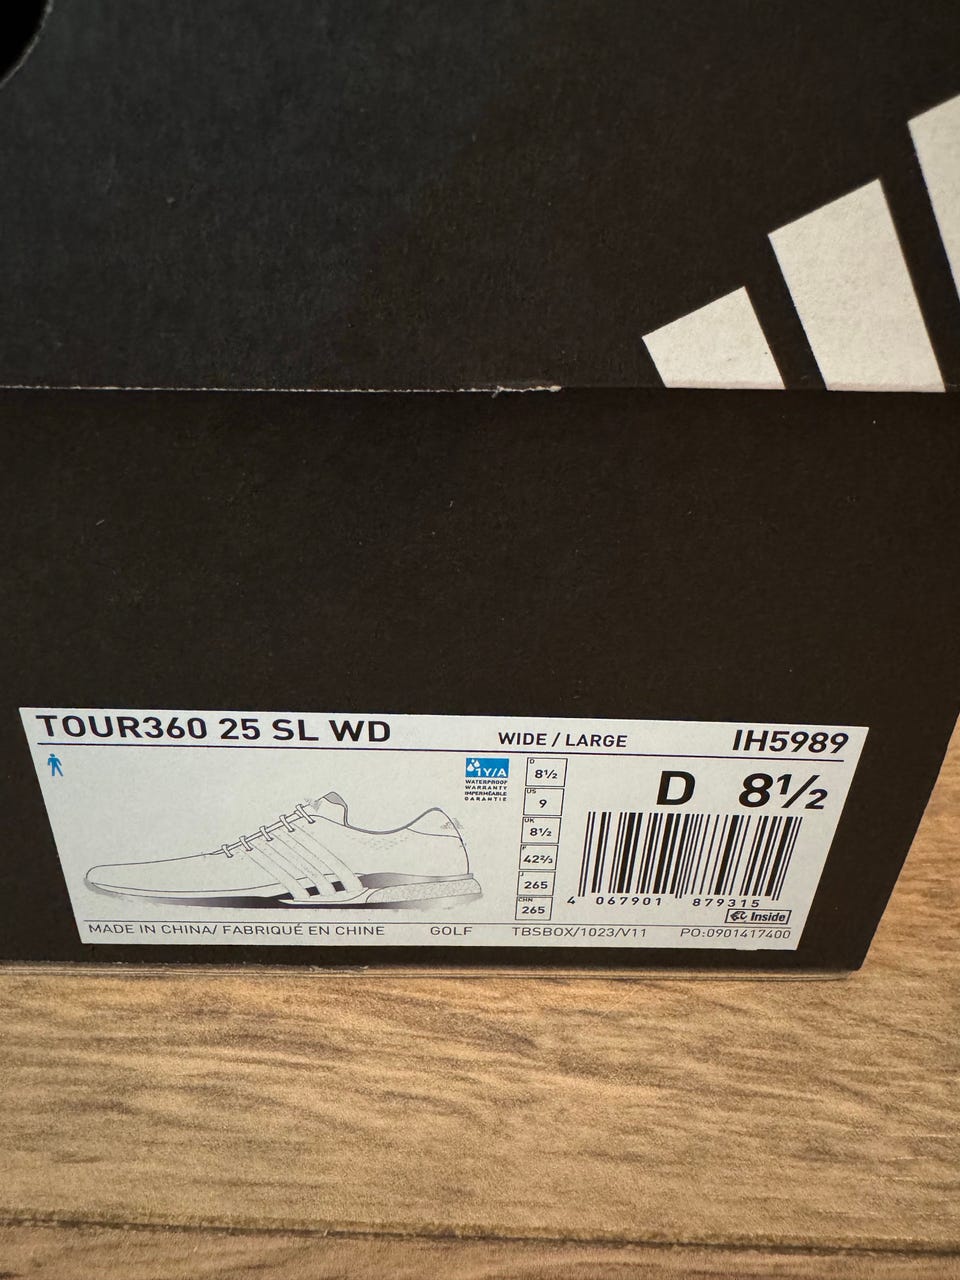 TOUR360 25 SL WD
WIDE / LARGE
IH5989
1Y/A
WATERPROOF
WARRANTY
IMPERMÉABLE
GARANTIE
D
8½
US
9
UK
8½
F
42⅔
J
265
CHN
265
D 8½
4 067901 879315
Inside
MADE IN CHINA/ FABRIQUÉ EN CHINE
GOLF
TBSBOX/1023/V11
PO:0901417400